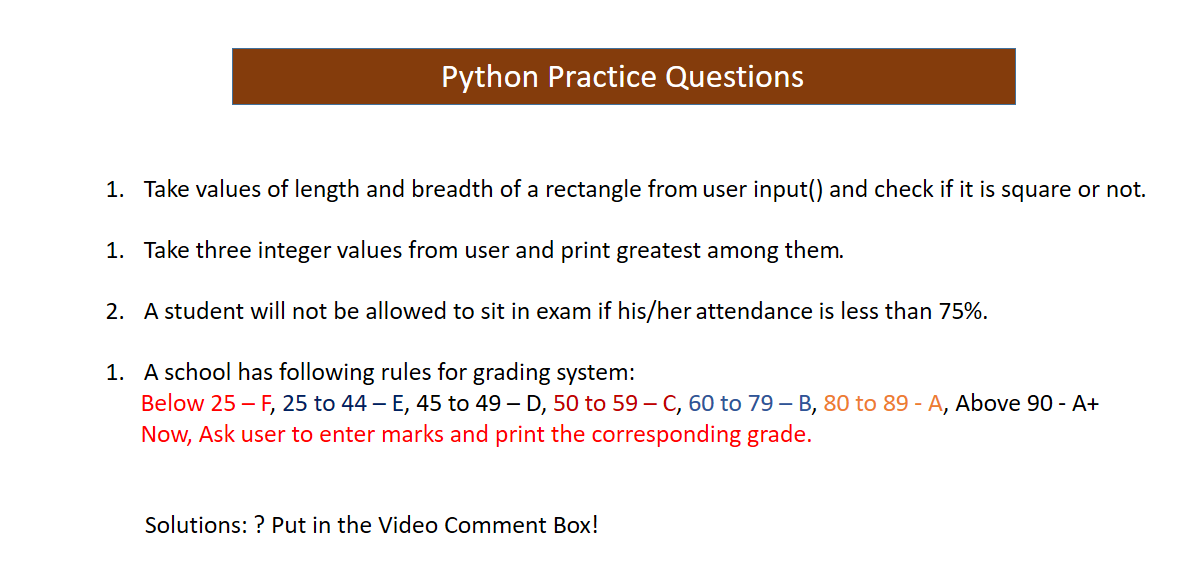 Python Practice Questions
1. Take values of length and breadth of a rectangle from user input() and check if it is square or not.
1. Take three integer values from user and print greatest among them.
2. A student will not be allowed to sit in exam if his/her attendance is less than 75%.
1. A school has following rules for grading system:
Below 25 – F, 25 to 44 – E, 45 to 49 – D, 50 to 59 – C, 60 to 79 – B, 80 to 89 - A, Above 90 - A+
Now, Ask user to enter marks and print the corresponding grade.
Solutions: ? Put in the Video Comment Box!